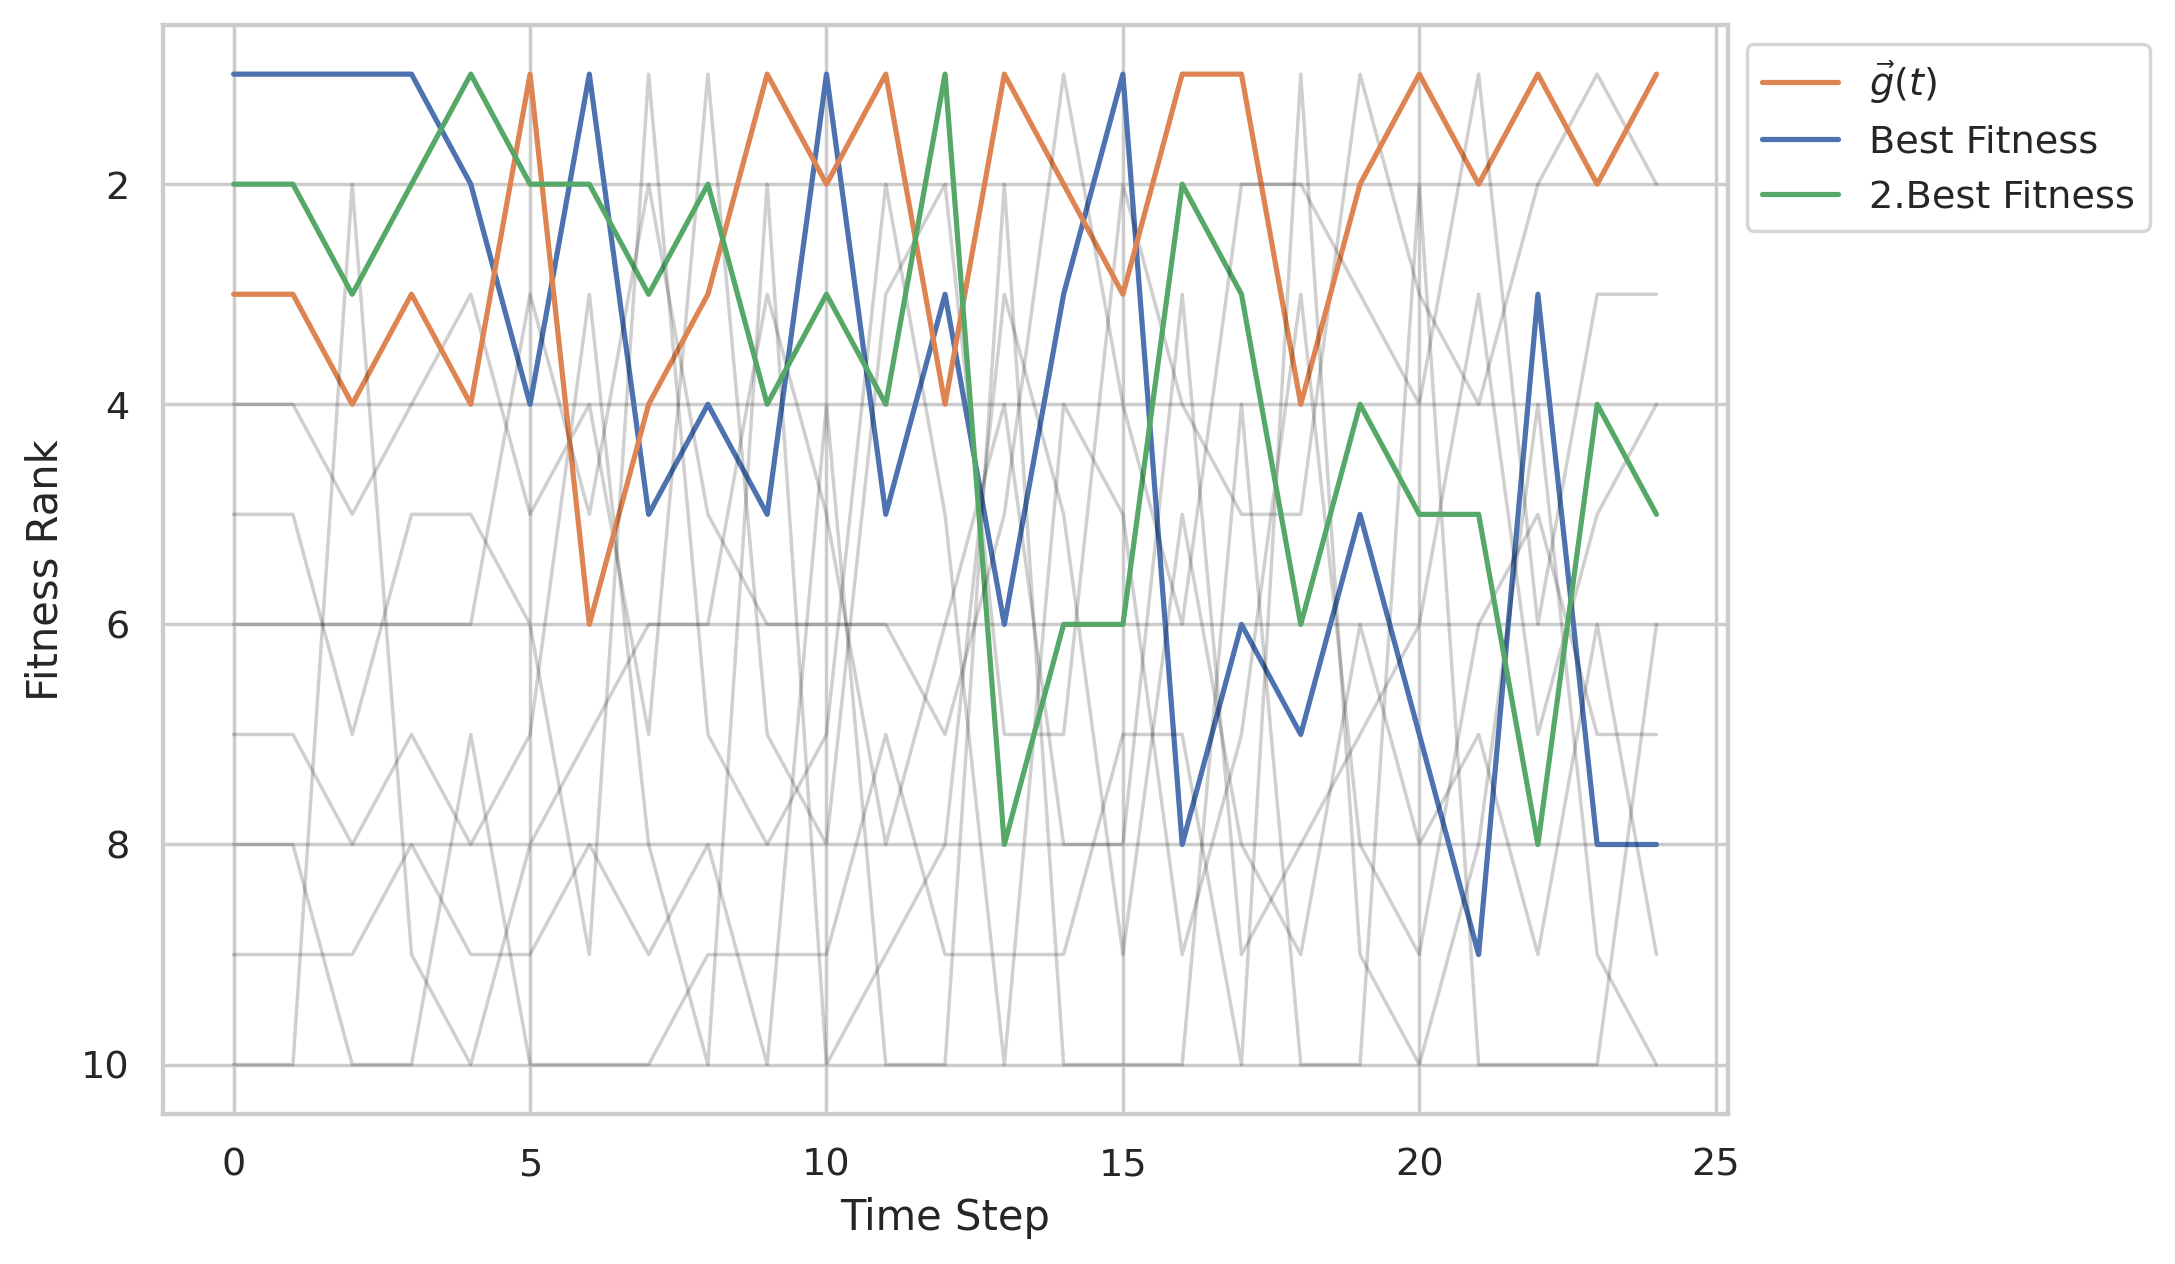 g⃗(t)
Best Fitness
2.Best Fitness
2
4
6
8
10
Fitness Rank
0 5 10 15 20 25
Time Step